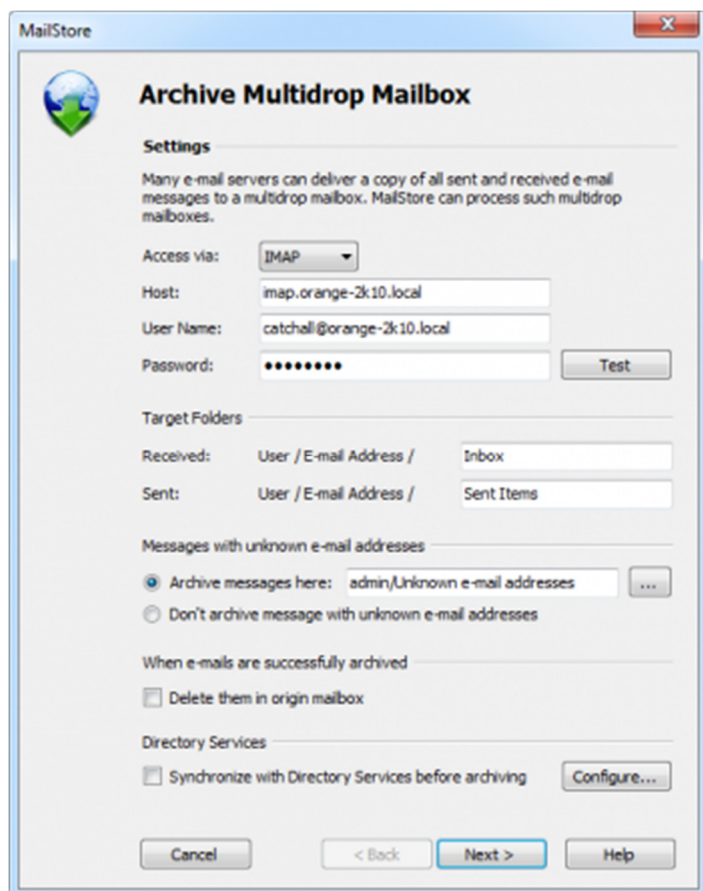 MailStore
Archive Multidrop Mailbox
Settings
Many e-mail servers can deliver a copy of all sent and received e-mail
messages to a multidrop mailbox. MailStore can process such multidrop
mailboxes.
Access via: IMAP
Host: imap.orange-2k10.local
User Name: catchall@orange-2k10.local
Password: ●●●●●●●● Test
Target Folders
Received: User / E-mail Address / Inbox
Sent: User / E-mail Address / Sent Items
Messages with unknown e-mail addresses
Archive messages here: admin/Unknown e-mail addresses ...
Don't archive message with unknown e-mail addresses
When e-mails are successfully archived
Delete them in origin mailbox
Directory Services
Synchronize with Directory Services before archiving Configure...
Cancel < Back Next > Help